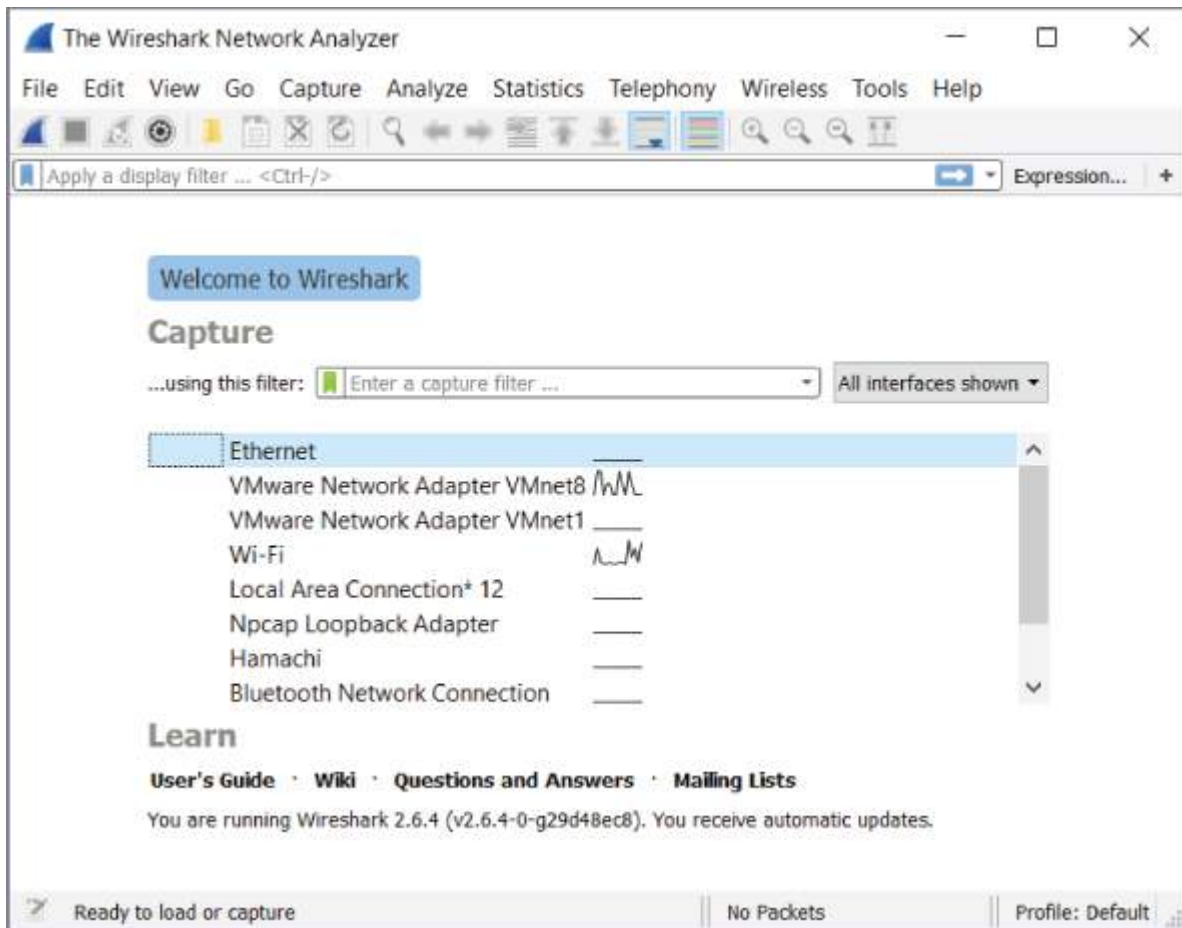 The Wireshark Network Analyzer
File Edit View Go Capture Analyze Statistics Telephony Wireless Tools Help
Apply a display filter ... <Ctrl-/> Expression... +
Welcome to Wireshark
Capture
...using this filter: Enter a capture filter ... All interfaces shown
Ethernet
VMware Network Adapter VMnet8
VMware Network Adapter VMnet1
Wi-Fi
Local Area Connection* 12
Npcap Loopback Adapter
Hamachi
Bluetooth Network Connection
Learn
User's Guide · Wiki · Questions and Answers · Mailing Lists
You are running Wireshark 2.6.4 (v2.6.4-0-g29d48ec8). You receive automatic updates.
Ready to load or capture No Packets Profile: Default